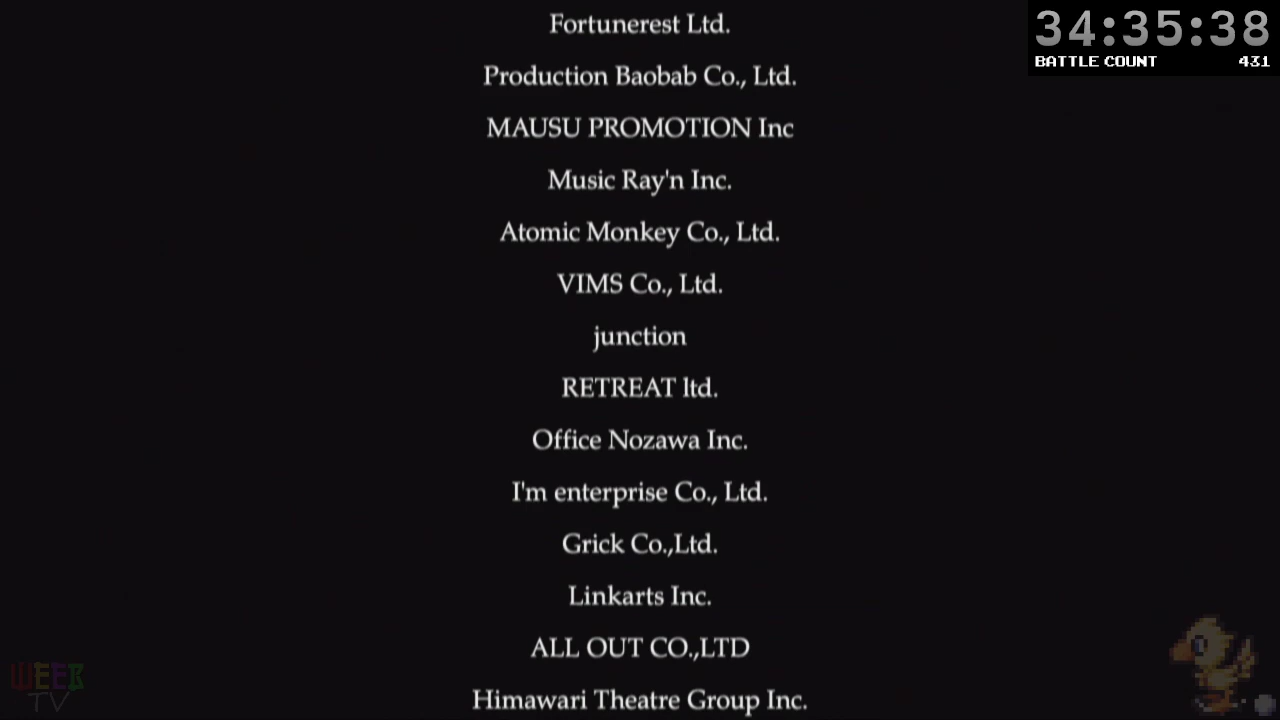 34:35:38
BATTLE COUNT 431
Fortunerest Ltd.
Production Baobab Co., Ltd.
MAUSU PROMOTION Inc
Music Ray'n Inc.
Atomic Monkey Co., Ltd.
VIMS Co., Ltd.
junction
RETREAT ltd.
Office Nozawa Inc.
I'm enterprise Co., Ltd.
Grick Co.,Ltd.
Linkarts Inc.
ALL OUT CO.,LTD
Himawari Theatre Group Inc.
WEEB
TV